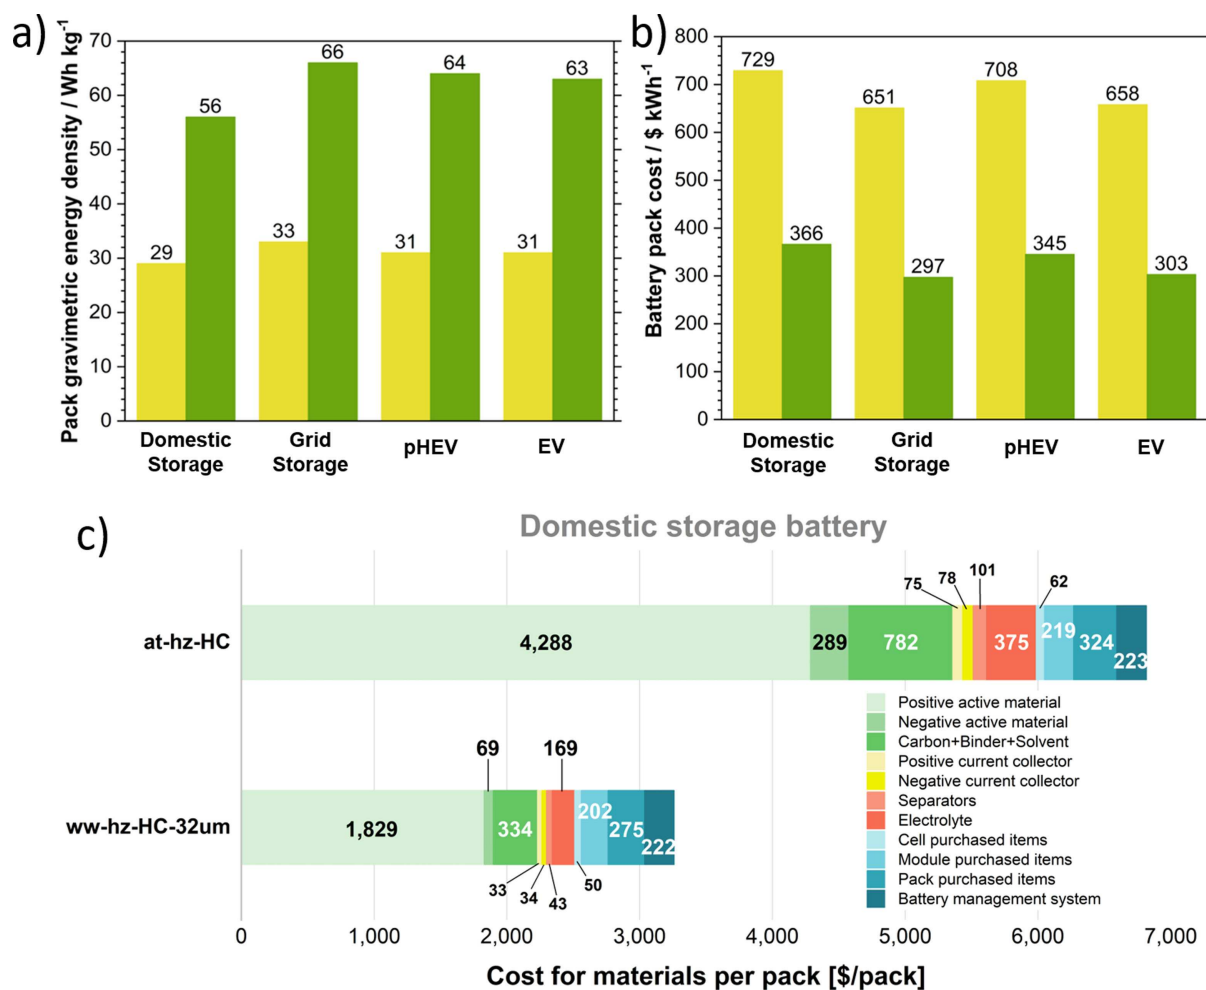 a)
Pack gravimetric energy density / Wh kg⁻¹
70
60
50
40
30
20
10
0
29
56
33
66
31
64
31
63
Domestic
Storage
Grid
Storage
pHEV
EV
b)
Battery pack cost / $ kWh⁻¹
800
700
600
500
400
300
200
100
0
729
366
651
297
708
345
658
303
Domestic
Storage
Grid
Storage
pHEV
EV
c)
Domestic storage battery
at-hz-HC
4,288
289
782
75
78
101
375
62
219
324
223
ww-hz-HC-32um
1,829
69
334
33
34
43
169
50
202
275
222
Positive active material
Negative active material
Carbon+Binder+Solvent
Positive current collector
Negative current collector
Separators
Electrolyte
Cell purchased items
Module purchased items
Pack purchased items
Battery management system
0
1,000
2,000
3,000
4,000
5,000
6,000
7,000
Cost for materials per pack [$/pack]